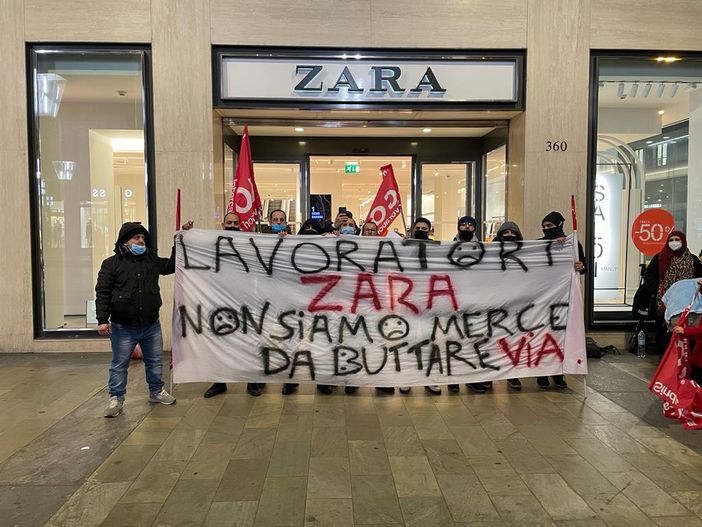 ZARA
360
-50%
LAVORATORI
ZARA
NON SIAMO MERCE
DA BUTTARE VIA.